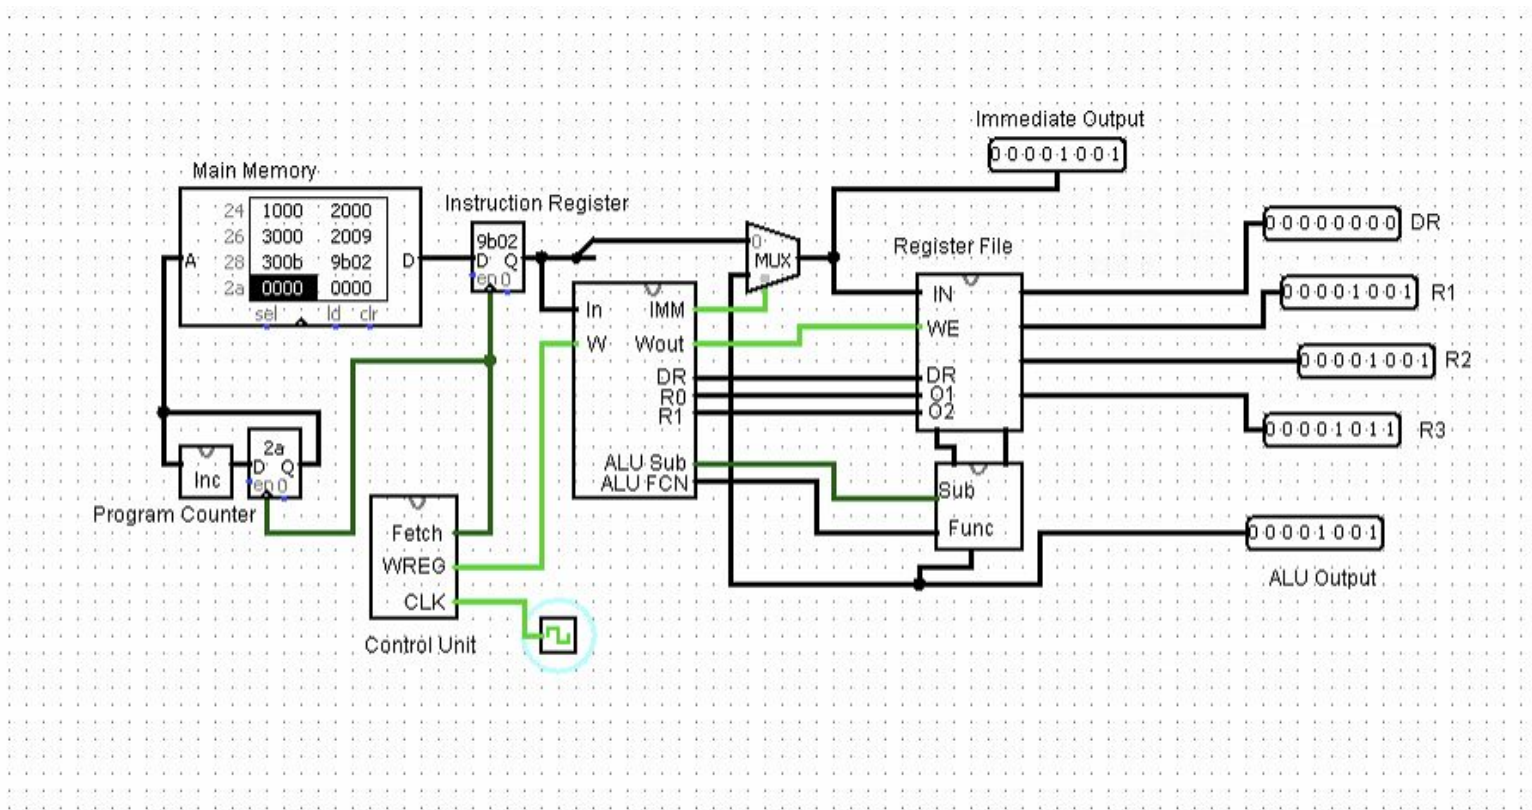 Immediate Output
0 0 0 0 1 0 0 1
Main Memory
24 1000 2000
26 3000 2009
28 300b 9b02
2a 0000 0000
A
D
sel ld clr
Instruction Register
9b02
D Q
en 0
0
MUX
Register File
IN
WE
DR
O1
O2
0 0 0 0 0 0 0 0 DR
0 0 0 0 1 0 0 1 R1
0 0 0 0 1 0 0 1 R2
0 0 0 0 1 0 1 1 R3
In IMM
W Wout
DR
R0
R1
ALU Sub
ALU FCN
Inc
2a
D Q
en 0
Program Counter
Fetch
WREG
CLK
Control Unit
Sub
Func
0 0 0 0 1 0 0 1
ALU Output